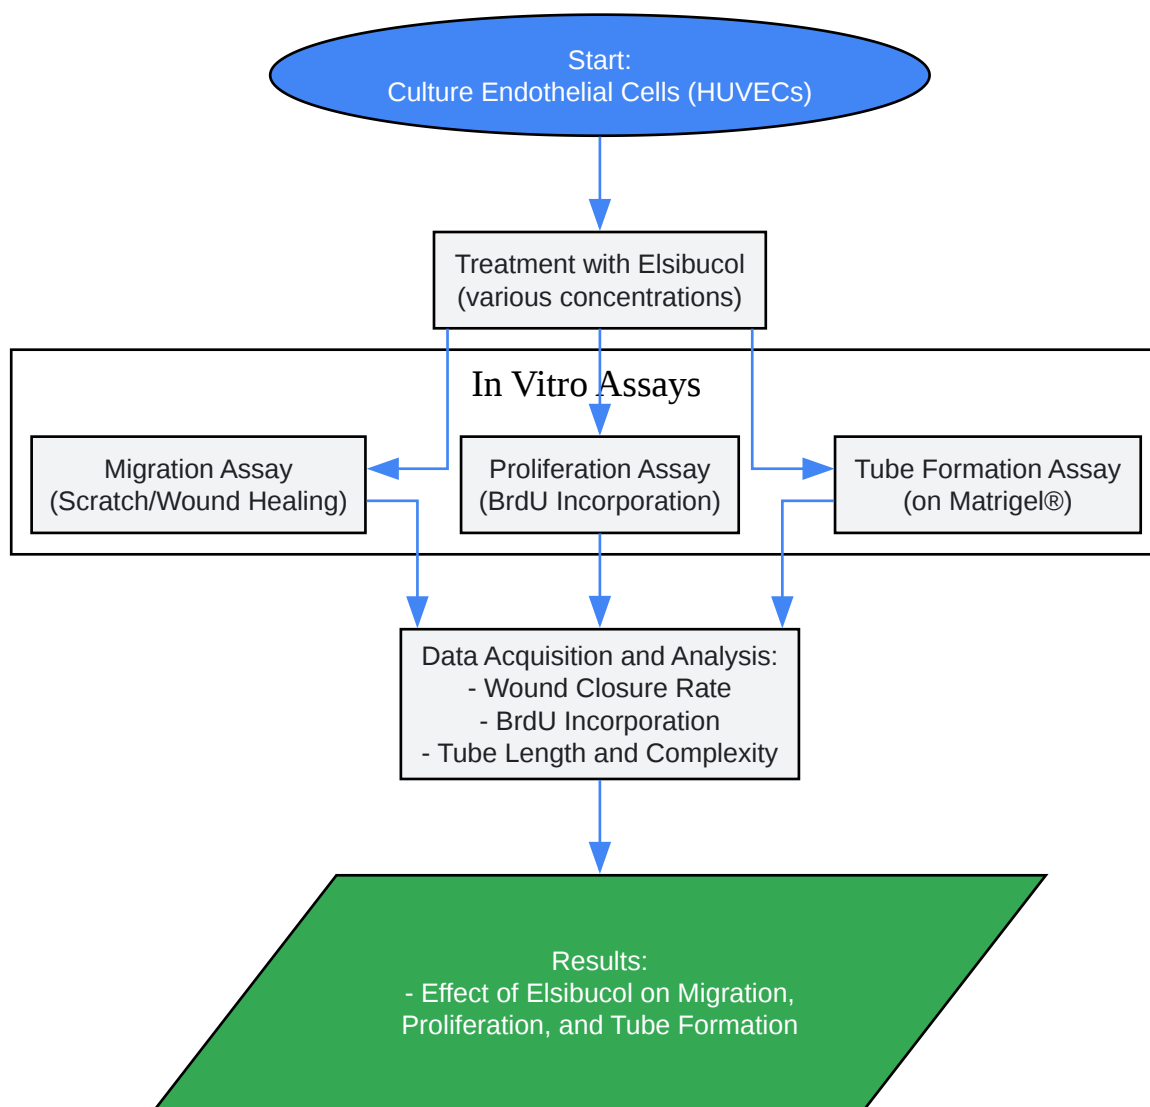 Start:
Culture Endothelial Cells (HUVECs)
Treatment with Elsibucol
(various concentrations)
In Vitro Assays
Migration Assay
(Scratch/Wound Healing)
Proliferation Assay
(BrdU Incorporation)
Tube Formation Assay
(on Matrigel®)
Data Acquisition and Analysis:
- Wound Closure Rate
- BrdU Incorporation
- Tube Length and Complexity
Results:
- Effect of Elsibucol on Migration,
Proliferation, and Tube Formation